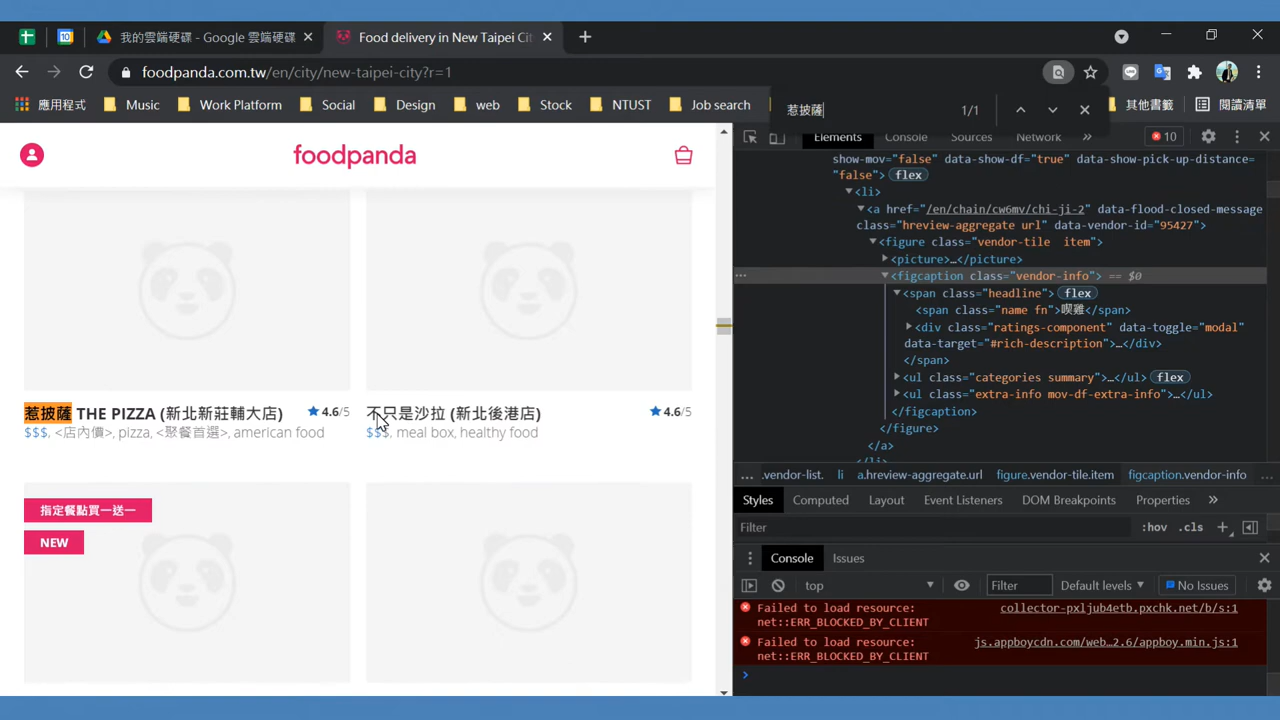 我的雲端硬碟 - Google 雲端硬碟
Food delivery in New Taipei Cit
foodpanda.com.tw/en/city/new-taipei-city?r=1
應用程式 Music Work Platform Social Design web Stock NTUST Job search 其他書籤 閱讀清單
惹披薩 1/1
foodpanda
惹披薩 THE PIZZA (新北新莊輔大店) 4.6/5
$$$, <店內價>, pizza, <聚餐首選>, american food
不只是沙拉 (新北後港店) 4.6/5
$$$, meal box, healthy food
指定餐點買一送一
NEW
Elements Console Sources Network » 10
show-mov="false" data-show-df="true" data-show-pick-up-distance=
"false"> flex
<li>
<a href="/en/chain/cw6mv/chi-ji-2" data-flood-closed-message
class="hreview-aggregate url" data-vendor-id="95427">
<figure class="vendor-tile item">
<picture>…</picture>
<figcaption class="vendor-info"> == $0
<span class="headline"> flex
<span class="name fn">喫雞</span>
<div class="ratings-component" data-toggle="modal"
data-target="#rich-description">…</div>
</span>
<ul class="categories summary">…</ul> flex
<ul class="extra-info mov-df-extra-info">…</ul>
</figcaption>
</figure>
</a>
</li>
... .vendor-list. li a.hreview-aggregate.url figure.vendor-tile.item figcaption.vendor-info ...
Styles Computed Layout Event Listeners DOM Breakpoints Properties »
Filter :hov .cls +
Console Issues
top Filter Default levels ▼ No Issues
Failed to load resource: collector-pxljub4etb.pxchk.net/b/s:1
net::ERR_BLOCKED_BY_CLIENT
Failed to load resource: js.appboycdn.com/web…2.6/appboy.min.js:1
net::ERR_BLOCKED_BY_CLIENT